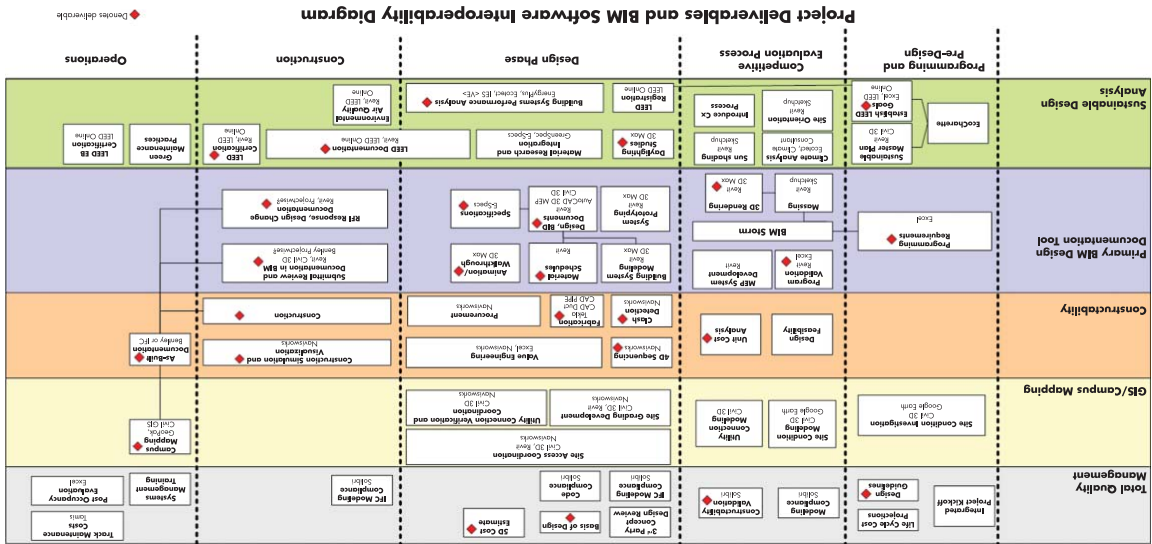 Total Quality
Management
Integrated
Project Kickoff
Life Cycle Cost
Projections
Design
Guidelines
Modeling
Compliance
Solibri
Constructability
Validation
Solibri
3rd Party
Concept
Design Review
Basis of Design
5D Cost
Estimate
IFC Modeling
Compliance
Solibri
Code
Compliance
Solibri
IFC Modeling
Compliance
Solibri
Track Maintenance
Costs
Tamis
Systems
Management
Training
Post Occupancy
Evaluation
Excel
GIS/Campus Mapping
Site Condition Investigation
Civil 3D
Google Earth
Site Condition
Modeling
Civil 3D
Google Earth
Utility
Connection
Modeling
Civil 3D
Site Access Coordination
Civil, 3D, Revit
Navisworks
Site Grading Development
Civil 3D, Revit
Navisworks
Utility Connection Verification and
Coordination
Civil 3D
Navisworks
Campus
Mapping
GeoPak,
Civil GIS
Constructability
Design
Feasibility
Unit Cost
Analysis
4D Sequencing
Navisworks
Value Engineering
Excel, Navisworks
Clash
Detection
Navisworks
Fabrication
Tekla
CAD Duct
CAD PIPE
Procurement
Navisworks
Construction Simulation and
Visualization
Navisworks
Construction
As-Built
Documentation
Bentley or IFC
Primary BIM Design
Documentation Tool
Programming
Requirements
Excel
Program
Validation
Revit
Excel
MEP System
Development
Revit
BIM Storm
Massing
Revit
Sketchup
3D Rendering
Revit
3D Max
Building System
Modeling
Revit
3D Max
Material
Schedules
Revit
Animation/
Walkthrough
3D Max
System
Prototyping
Revit
3D Max
Design, BID
Documents
Revit
AutoCAD 3D MEP
Civil 3D
Specifications
E-Specs
Submittal Review and
Documentation in BIM
Revit, Civil 3D
Bentley Projectwise?
RFI Response, Design Change
Documentation
Revit, Projectwise?
Sustainable Design
Analysis
EcoCharette
Sustainable
Master Plan
Revit
Civil 3D
Establish LEED
Goals
Excel, LEED
Online
Climate Analysis
Ecotect, Climate
Consultant
Sun shading
Revit
Sketchup
Site Orientation
Revit
Sketchup
Introduce Cx
Process
Daylighting
Studies
3D Max
Material Research and
Integration
GreenSpec, E-Specs
LEED Documentation
LEED, Revit, LEED Online
LEED
Certification
LEED, Revit, LEED
Online
LEED
Registration
LEED Online
Building Systems Performance Analysis
EnergyPlus, Ecotect, IES <VE>
Environmental
Air Quality
Revit, LEED
Online
Green
Maintenance
Practices
LEED EB
Certification
LEED Online
Programming and
Pre-Design
Competitive
Evaluation Process
Design Phase
Construction
Operations
Project Deliverables and BIM Software Interoperability Diagram
Denotes deliverable